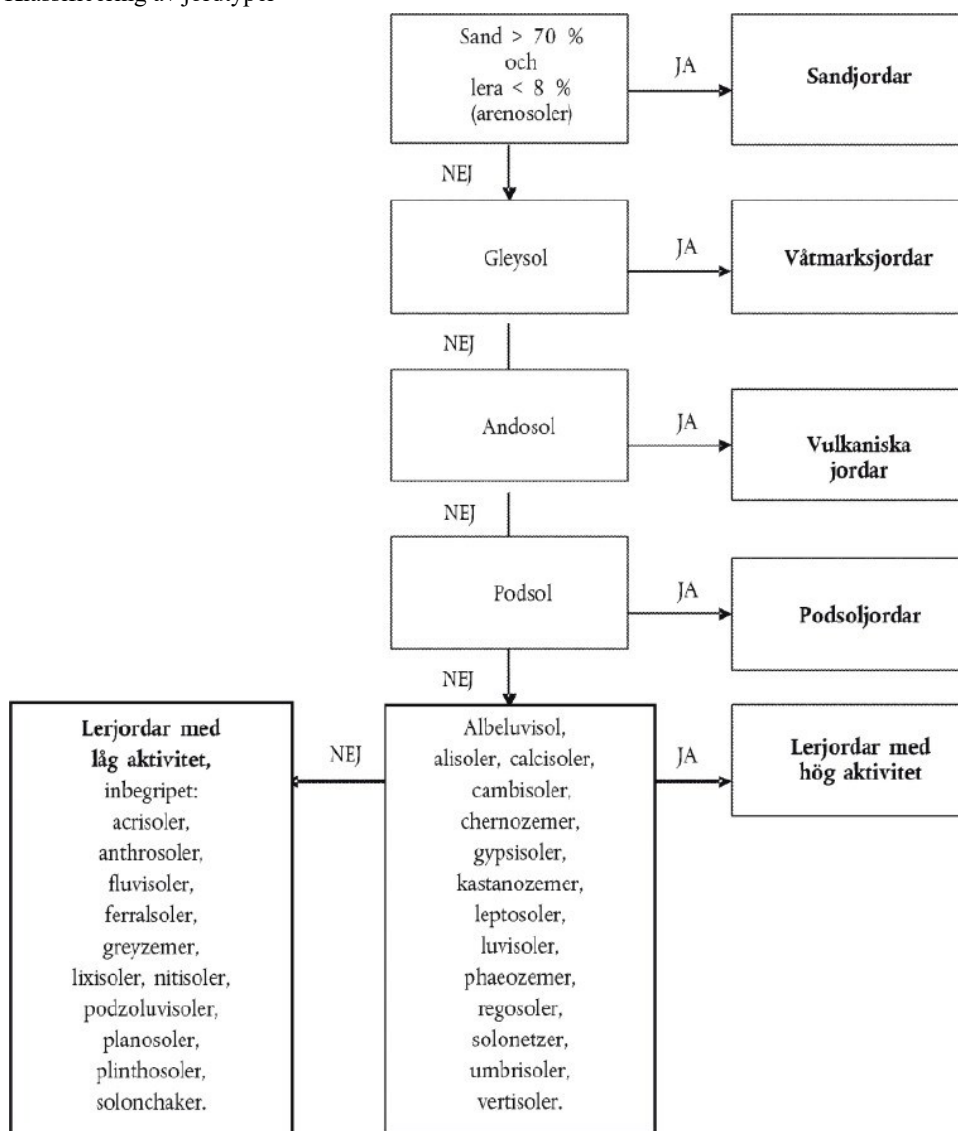 Klassificering av jordtyper
Sand > 70 %
och
lera < 8 %
(arenosoler)
JA
Sandjordar
NEJ
Gleysol
JA
Våtmarksjordar
NEJ
Andosol
JA
Vulkaniska
jordar
NEJ
Podsol
JA
Podsoljordar
NEJ
Lerjordar med
låg aktivitet,
inbegripet:
acrisoler,
anthrosoler,
fluvisoler,
ferralsoler,
greyzemer,
lixisoler, nitisoler,
podzoluvisoler,
planosoler,
plinthosoler,
solonchaker.
NEJ
Albeluvisol,
alisoler, calcisoler,
cambisoler,
chernozemer,
gypsisoler,
kastanozemer,
leptosoler,
luvisoler,
phaeozemer,
regosoler,
solonetzer,
umbrisoler,
vertisoler.
JA
Lerjordar med
hög aktivitet